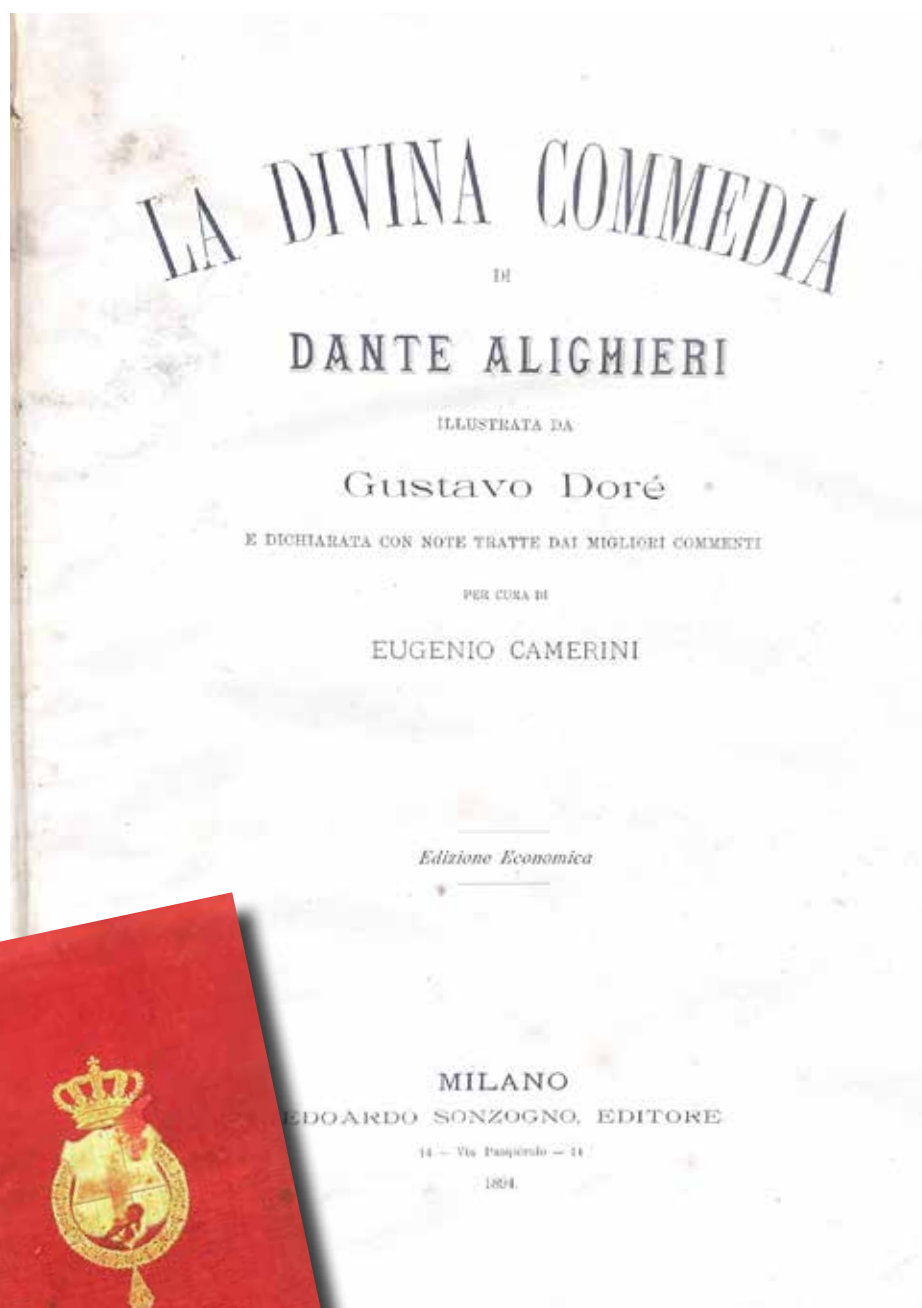 LA DIVINA COMMEDIA
DI
DANTE ALIGHIERI
ILLUSTRATA DA
Gustavo Doré
E DICHIARATA CON NOTE TRATTE DAI MIGLIORI COMMENTI
PER CURA DI
EUGENIO CAMERINI
Edizione Economica
MILANO
EDOARDO SONZOGNO, EDITORE
14 — Via Pasquirolo — 14
1894.